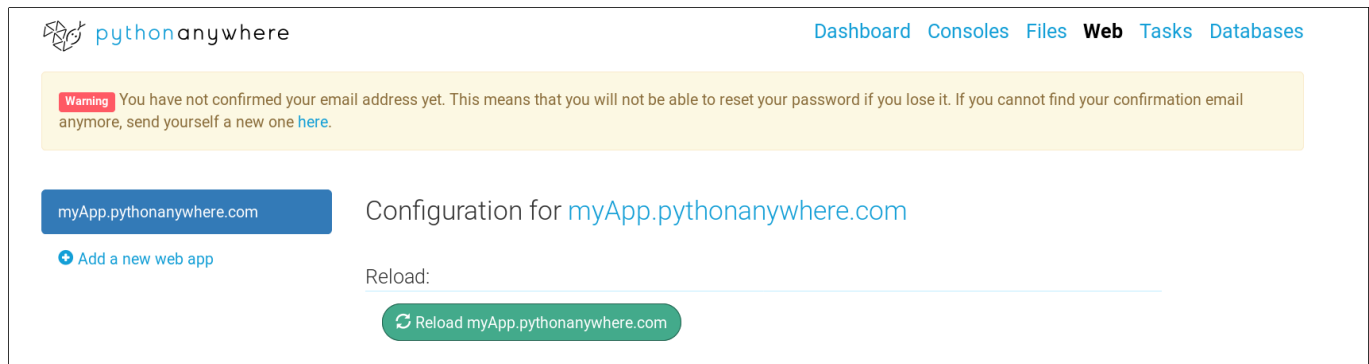 pythonanywhere
Dashboard Consoles Files Web Tasks Databases
Warning You have not confirmed your email address yet. This means that you will not be able to reset your password if you lose it. If you cannot find your confirmation email
anymore, send yourself a new one here.
myApp.pythonanywhere.com
Add a new web app
Configuration for myApp.pythonanywhere.com
Reload:
Reload myApp.pythonanywhere.com